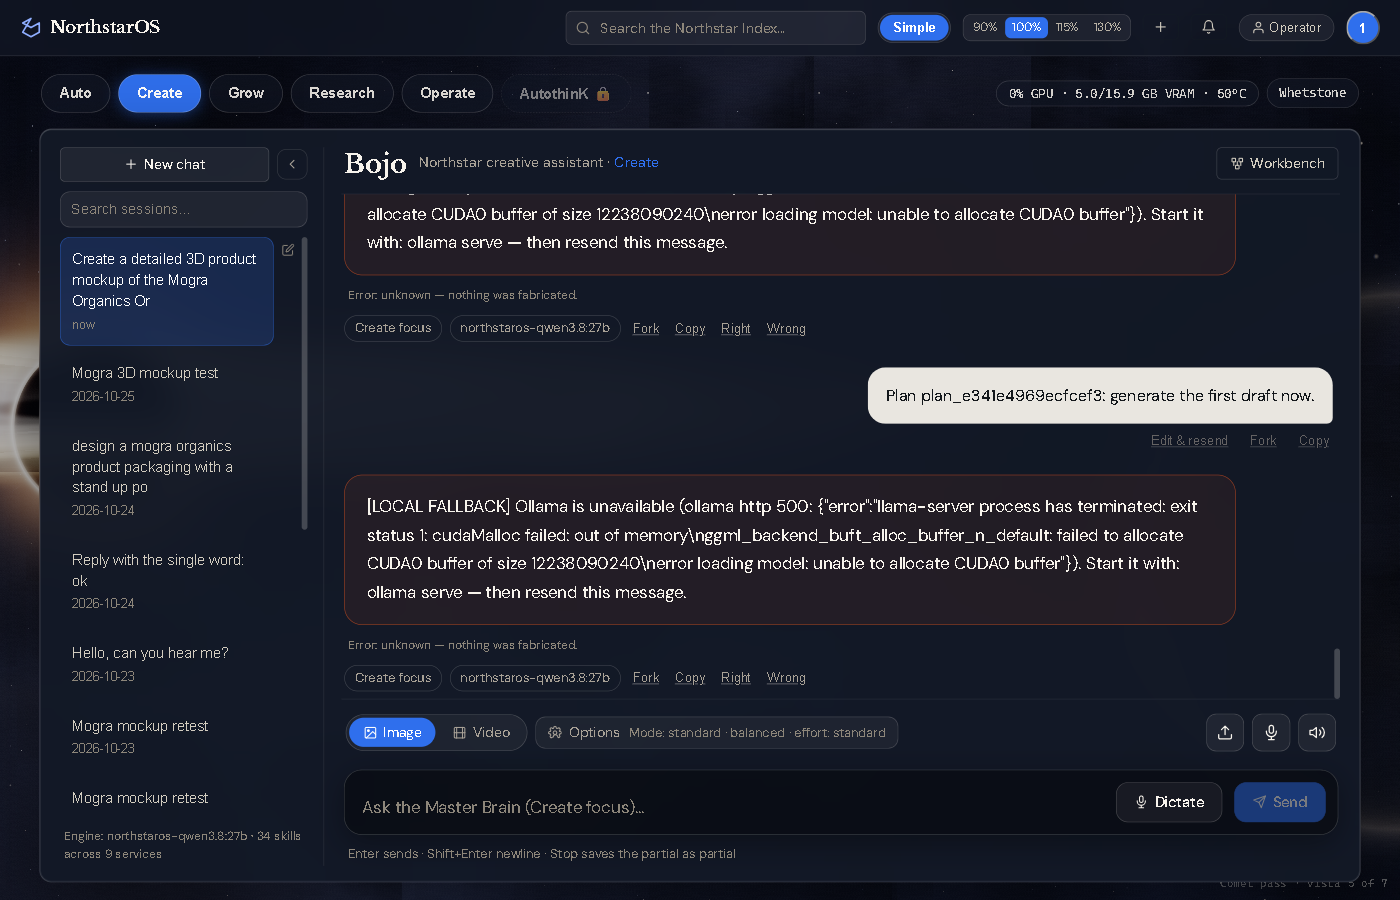 NorthstarOS
Search the Northstar Index...
Simple
90% 100% 115% 130%
Operator
1
Auto
Create
Grow
Research
Operate
AutothinK
0% GPU · 5.0/15.9 GB VRAM · 50°C
Whetstone
+ New chat
Search sessions...
Create a detailed 3D product
mockup of the Mogra
Organics Or
now
Mogra 3D mockup test
2026-10-25
design a mogra organics
product packaging with a
stand up po
2026-10-24
Reply with the single word:
ok
2026-10-24
Hello, can you hear me?
2026-10-23
Mogra mockup retest
2026-10-23
Mogra mockup retest
Engine: northstaros-qwen3.8:27b · 34 skills
across 9 services
Bojo
Northstar creative assistant · Create
Workbench
allocate CUDA0 buffer of size 12238090240\nerror loading model: unable to allocate CUDA0 buffer"}). Start it
with: ollama serve — then resend this message.
Error: unknown — nothing was fabricated.
Create focus northstaros-qwen3.8:27b Fork Copy Right Wrong
Plan plan_e341e4969ecfcef3: generate the first draft now.
Edit & resend Fork Copy
[LOCAL FALLBACK] Ollama is unavailable (ollama http 500: {"error":"llama-server process has terminated: exit
status 1: cudaMalloc failed: out of memory\nggml_backend_buft_alloc_buffer_n_default: failed to allocate
CUDA0 buffer of size 12238090240\nerror loading model: unable to allocate CUDA0 buffer"}). Start it with:
ollama serve — then resend this message.
Error: unknown — nothing was fabricated.
Create focus northstaros-qwen3.8:27b Fork Copy Right Wrong
Image
Video
Options Mode: standard · balanced · effort: standard
Ask the Master Brain (Create focus)...
Dictate
Send
Enter sends · Shift+Enter newline · Stop saves the partial as partial
Comet pass · Vista 5 of 7